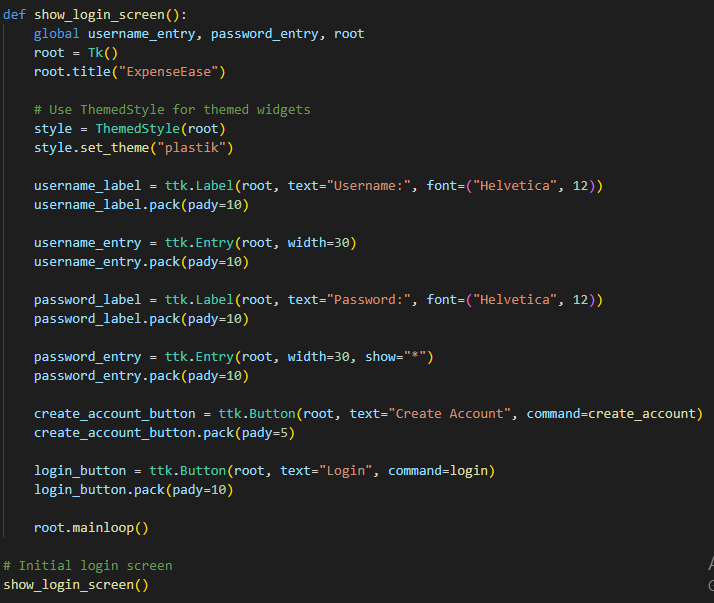 def show_login_screen():
    global username_entry, password_entry, root
    root = Tk()
    root.title("ExpenseEase")

    # Use ThemedStyle for themed widgets
    style = ThemedStyle(root)
    style.set_theme("plastik")

    username_label = ttk.Label(root, text="Username:", font=("Helvetica", 12))
    username_label.pack(pady=10)

    username_entry = ttk.Entry(root, width=30)
    username_entry.pack(pady=10)

    password_label = ttk.Label(root, text="Password:", font=("Helvetica", 12))
    password_label.pack(pady=10)

    password_entry = ttk.Entry(root, width=30, show="*")
    password_entry.pack(pady=10)

    create_account_button = ttk.Button(root, text="Create Account", command=create_account)
    create_account_button.pack(pady=5)

    login_button = ttk.Button(root, text="Login", command=login)
    login_button.pack(pady=10)

    root.mainloop()

# Initial login screen
show_login_screen()